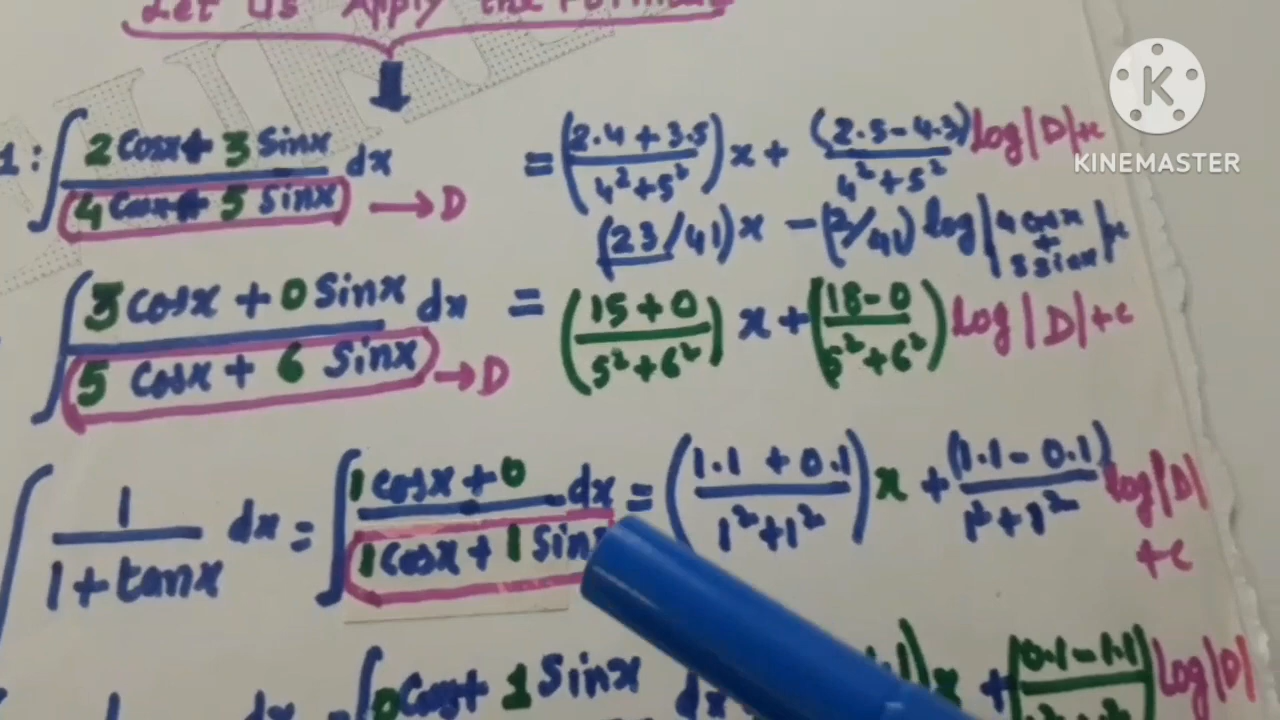 Let Us Apply the Formula
K
KINEMASTER
1: ∫ (2 cosx + 3 sinx)/(4 cosx + 5 sinx) dx → D = ((2.4 + 3.5)/(4² + 5²)) x + ((2.5 - 4.3)/(4² + 5²)) log|D| + c
(23/41) x - (2/41) log|4 cosx + 5 sinx| + c
∫ (3 cosx + 0 sinx)/(5 cosx + 6 sinx) dx → D = ((15 + 0)/(5² + 6²)) x + ((18 - 0)/(5² + 6²)) log|D| + c
∫ 1/(1 + tanx) dx = ∫ (1 cosx + 0)/(1 cosx + 1 sinx) dx = ((1.1 + 0.1)/(1² + 1²)) x + ((1.1 - 0.1)/(1² + 1²)) log|D| + c
1 dx = ∫ 0 cosx + 1 sinx dx x + (0.1 - 1.1) log|D|